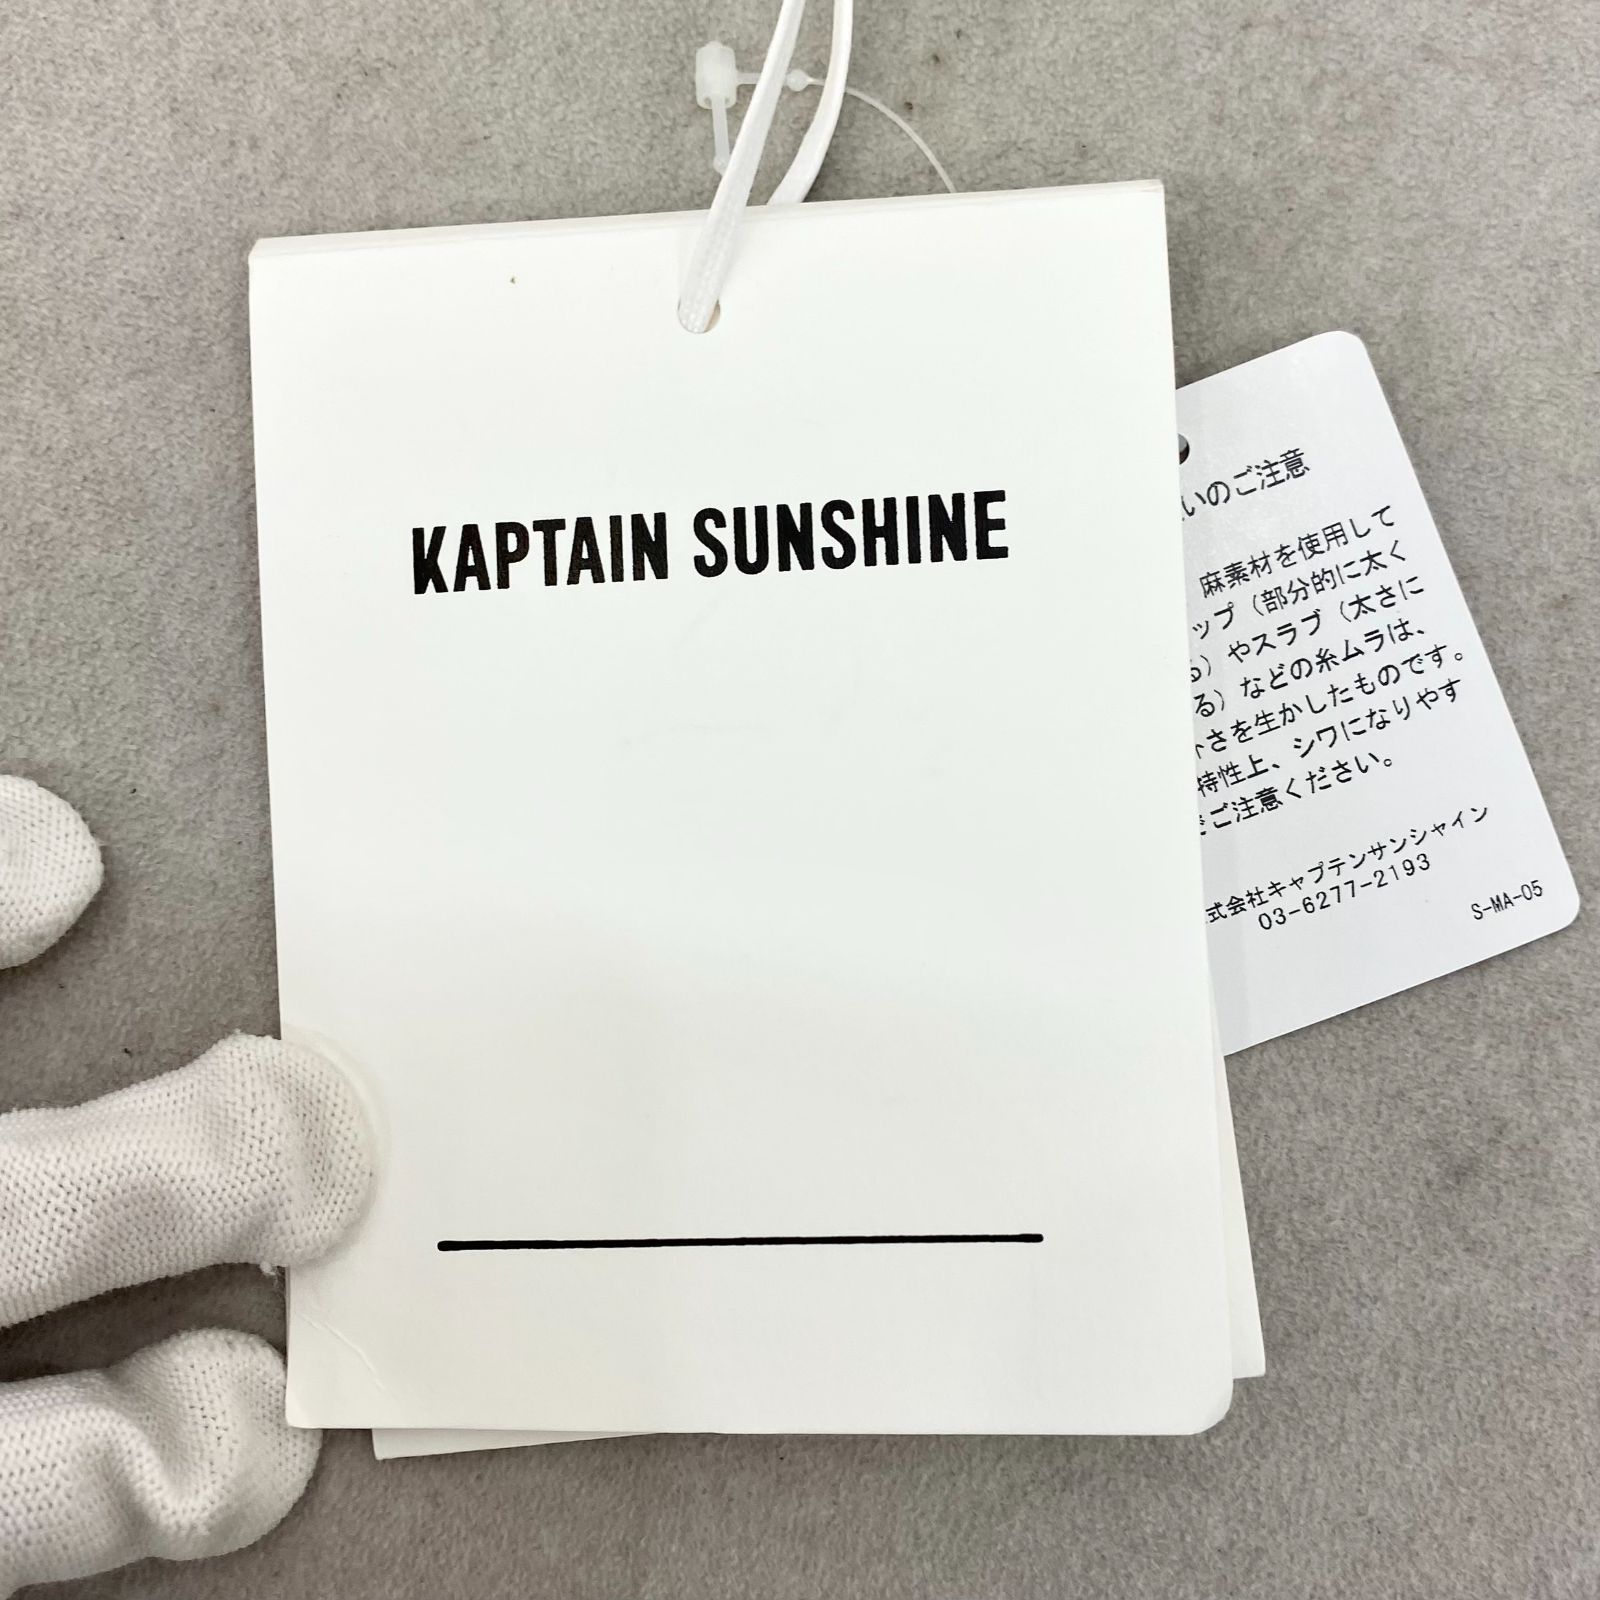 KAPTAIN SUNSHINE
いのご注意
麻素材を使用して
ップ（部分的に太く
る）やスラブ（太さに
る）などの糸ムラは、
さを生かしたものです。
特性上、シワになりやす
ご注意ください。
式会社キャプテンサンシャイン
03-6277-2193
S-MA-05